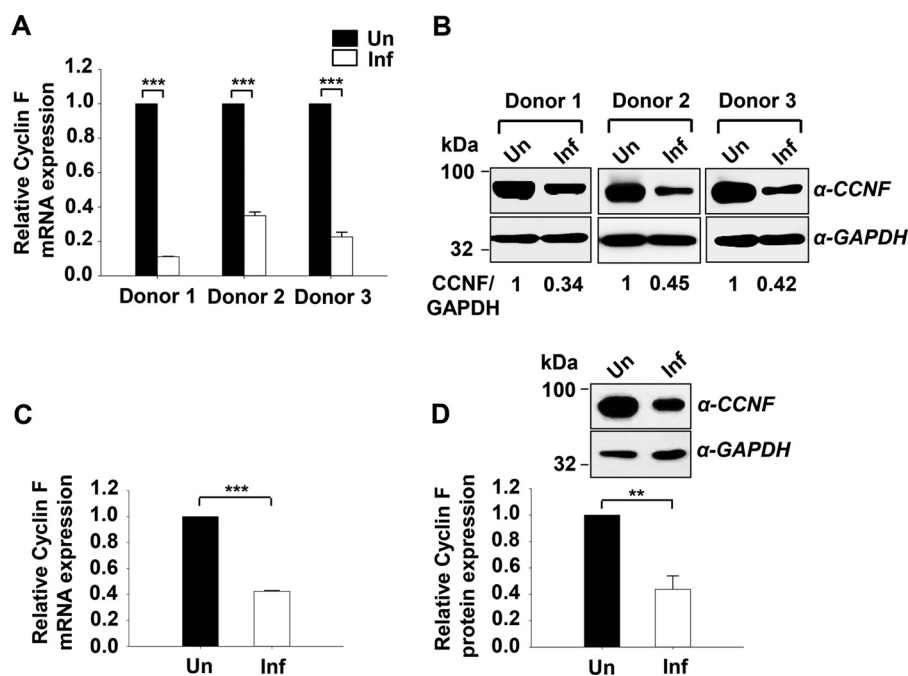 A
Un
Inf
Relative Cyclin F
mRNA expression
1.2
1.0
0.8
0.6
0.4
0.2
0.0
***
***
***
Donor 1
Donor 2
Donor 3
B
Donor 1
Donor 2
Donor 3
kDa
Un
Inf
Un
Inf
Un
Inf
100
α-CCNF
32
α-GAPDH
CCNF/
GAPDH
1
0.34
1
0.45
1
0.42
C
Relative Cyclin F
mRNA expression
1.2
1.0
0.8
0.6
0.4
0.2
0.0
***
Un
Inf
D
kDa
Un
Inf
100
α-CCNF
32
α-GAPDH
Relative Cyclin F
protein expression
1.2
1.0
0.8
0.6
0.4
0.2
0.0
**
Un
Inf